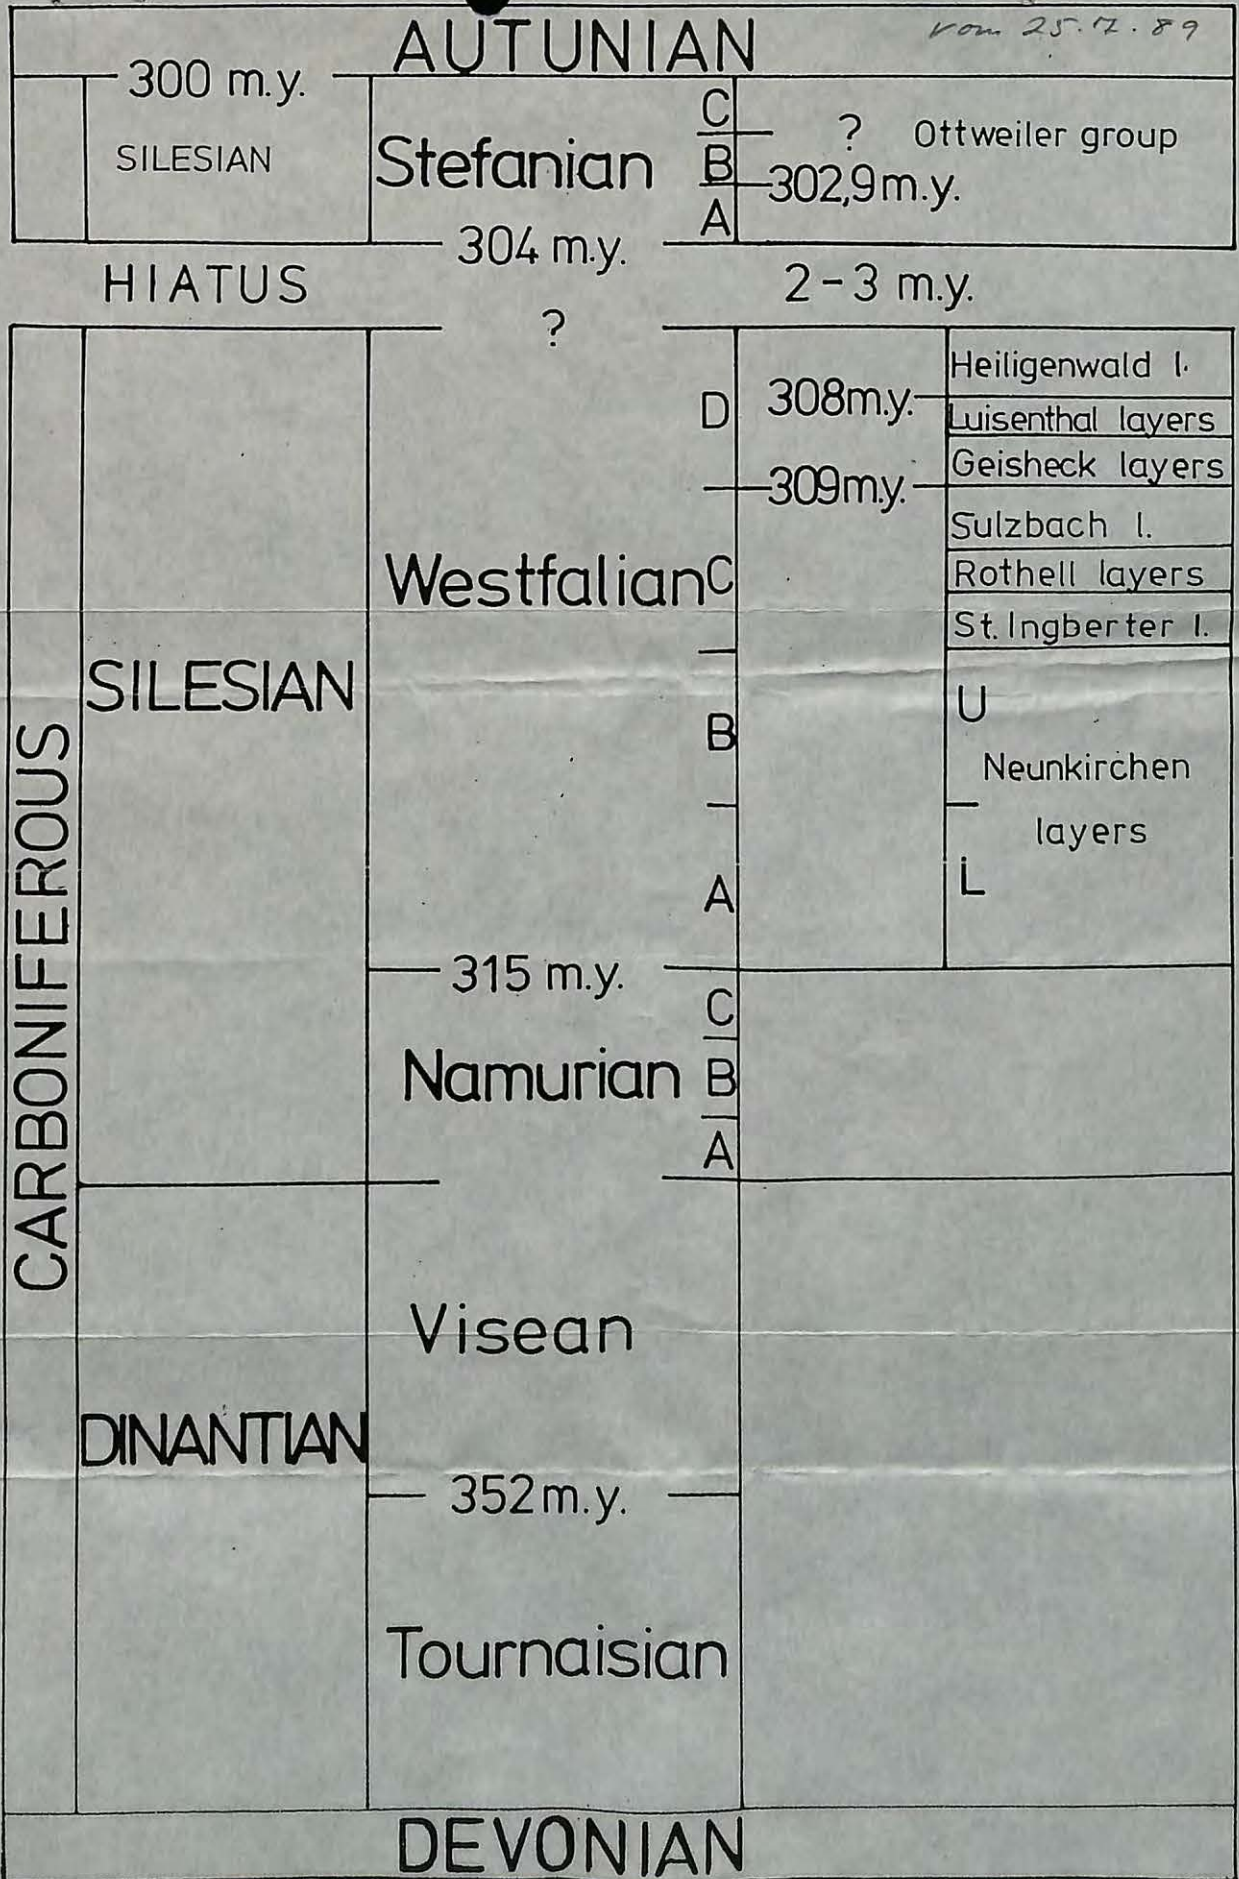 vom 25.7.89
AUTUNIAN
300 m.y.
SILESIAN
Stefanian
C
B
A
? Ottweiler group
302,9 m.y.
304 m.y.
HIATUS
2-3 m.y.
?
CARBONIFEROUS
SILESIAN
Westfalian
D
C
B
A
308 m.y.
309 m.y.
Heiligenwald l.
Luisenthal layers
Geisheck layers
Sulzbach l.
Rothell layers
St. Ingberter l.
U
Neunkirchen
layers
L
315 m.y.
Namurian
C
B
A
DINANTIAN
Visean
352 m.y.
Tournaisian
DEVONIAN